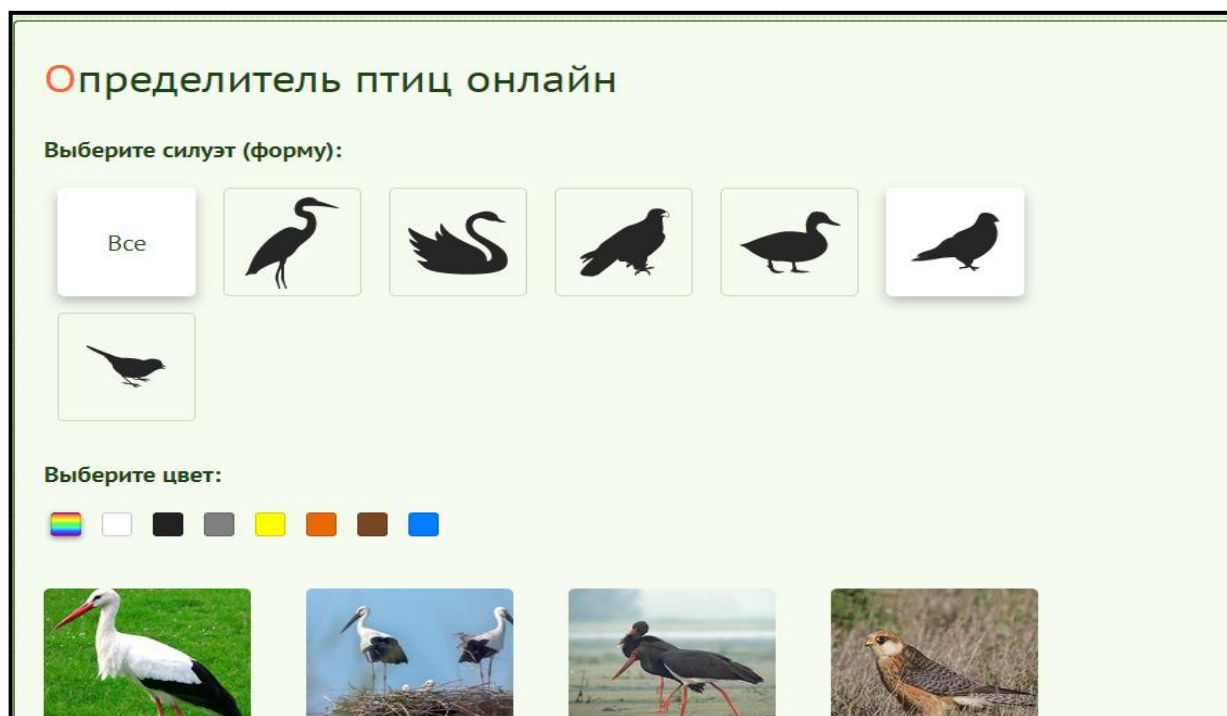 Определитель птиц онлайн
Выберите силуэт (форму):
Все
Выберите цвет: